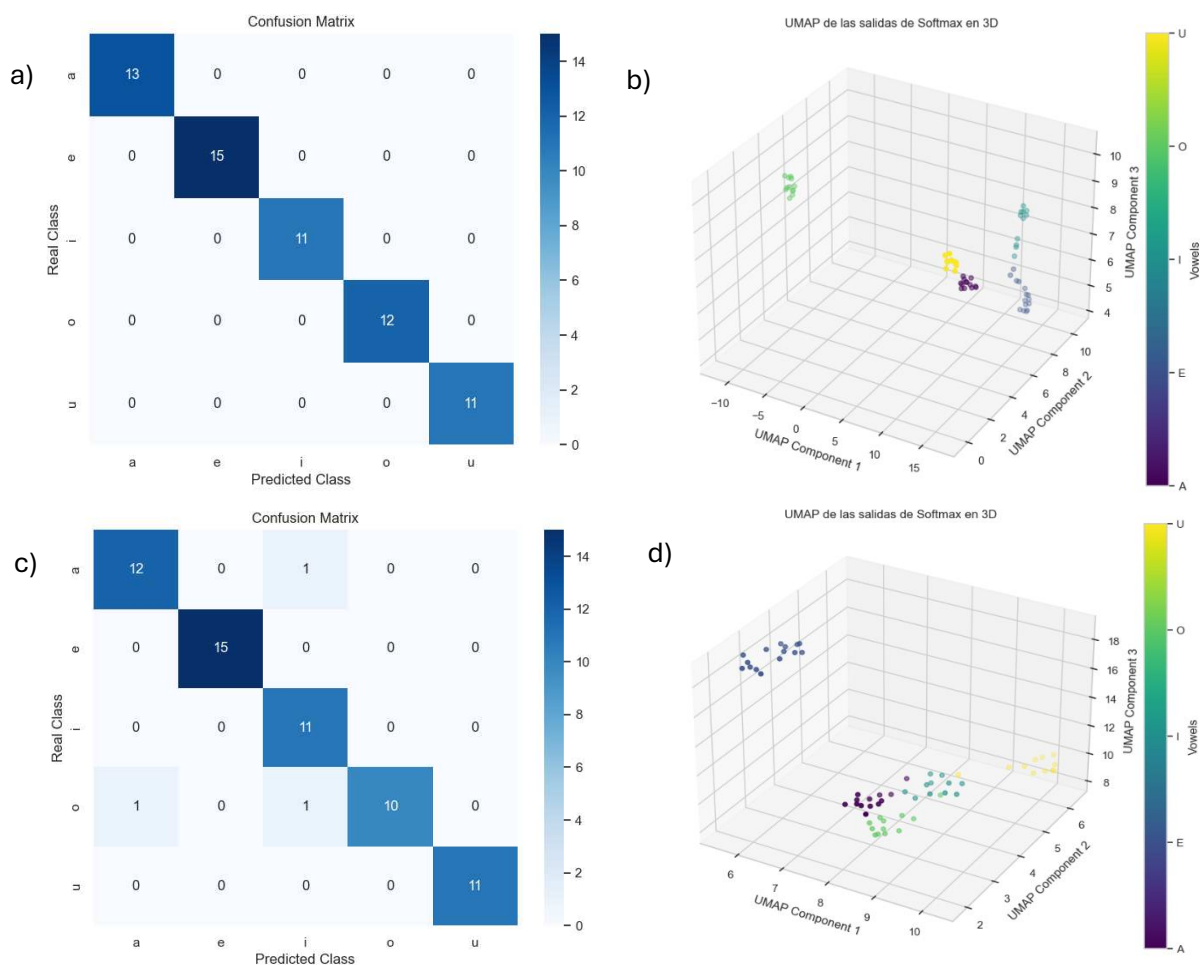 a)
Confusion Matrix
a
e
i
o
u
Real Class
13 0 0 0 0
0 15 0 0 0
0 0 11 0 0
0 0 0 12 0
0 0 0 0 11
a e i o u
Predicted Class
14
12
10
8
6
4
2
0
b)
UMAP de las salidas de Softmax en 3D
−10 −5 0 5 10 15
UMAP Component 1
0 2 4 6 8 10
UMAP Component 2
10
9
8
7
6
5
4
UMAP Component 3
U
O
I
E
A
Vowels
c)
Confusion Matrix
a
e
i
o
u
Real Class
12 0 1 0 0
0 15 0 0 0
0 0 11 0 0
1 0 1 10 0
0 0 0 0 11
a e i o u
Predicted Class
14
12
10
8
6
4
2
0
d)
UMAP de las salidas de Softmax en 3D
6 7 8 9 10
UMAP Component 1
2 3 4 5 6
UMAP Component 2
18
16
14
12
10
8
UMAP Component 3
U
O
I
E
A
Vowels